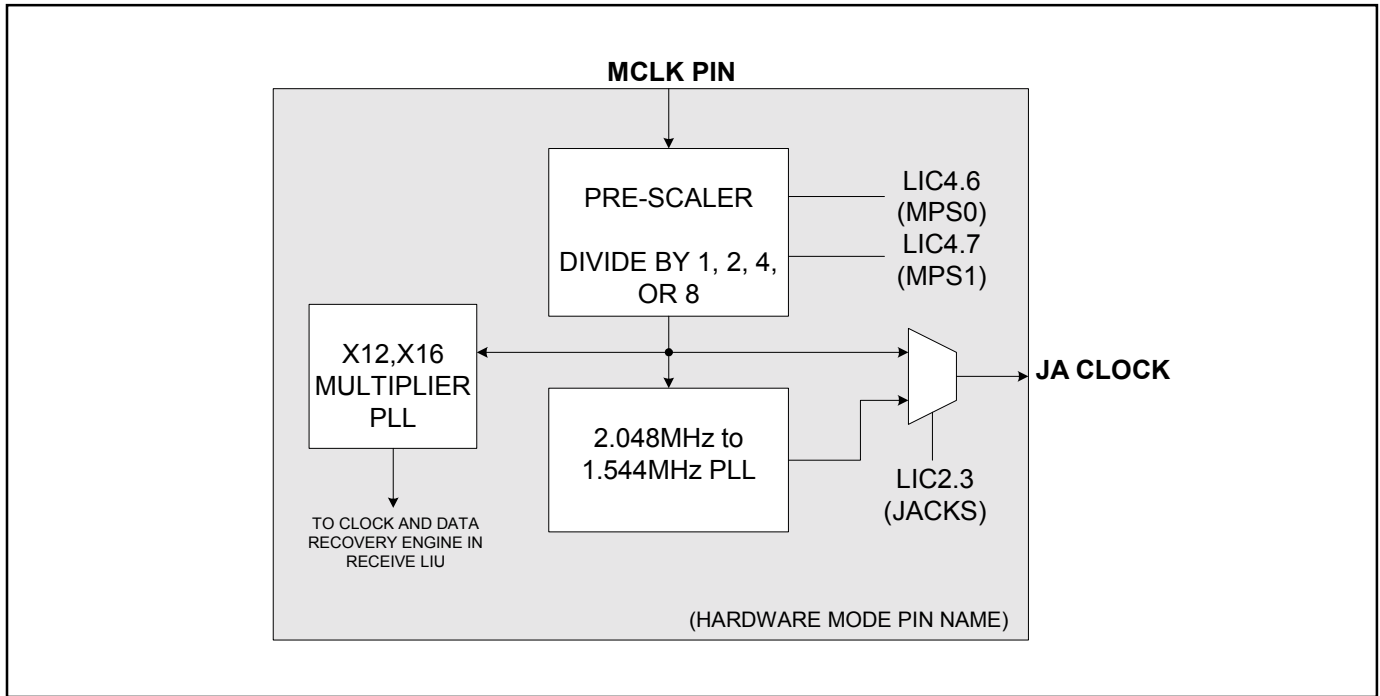 MCLK PIN
PRE-SCALER
DIVIDE BY 1, 2, 4,
OR 8
LIC4.6
(MPS0)
LIC4.7
(MPS1)
X12,X16
MULTIPLIER
PLL
2.048MHz to
1.544MHz PLL
JA CLOCK
LIC2.3
(JACKS)
TO CLOCK AND DATA
RECOVERY ENGINE IN
RECEIVE LIU
(HARDWARE MODE PIN NAME)